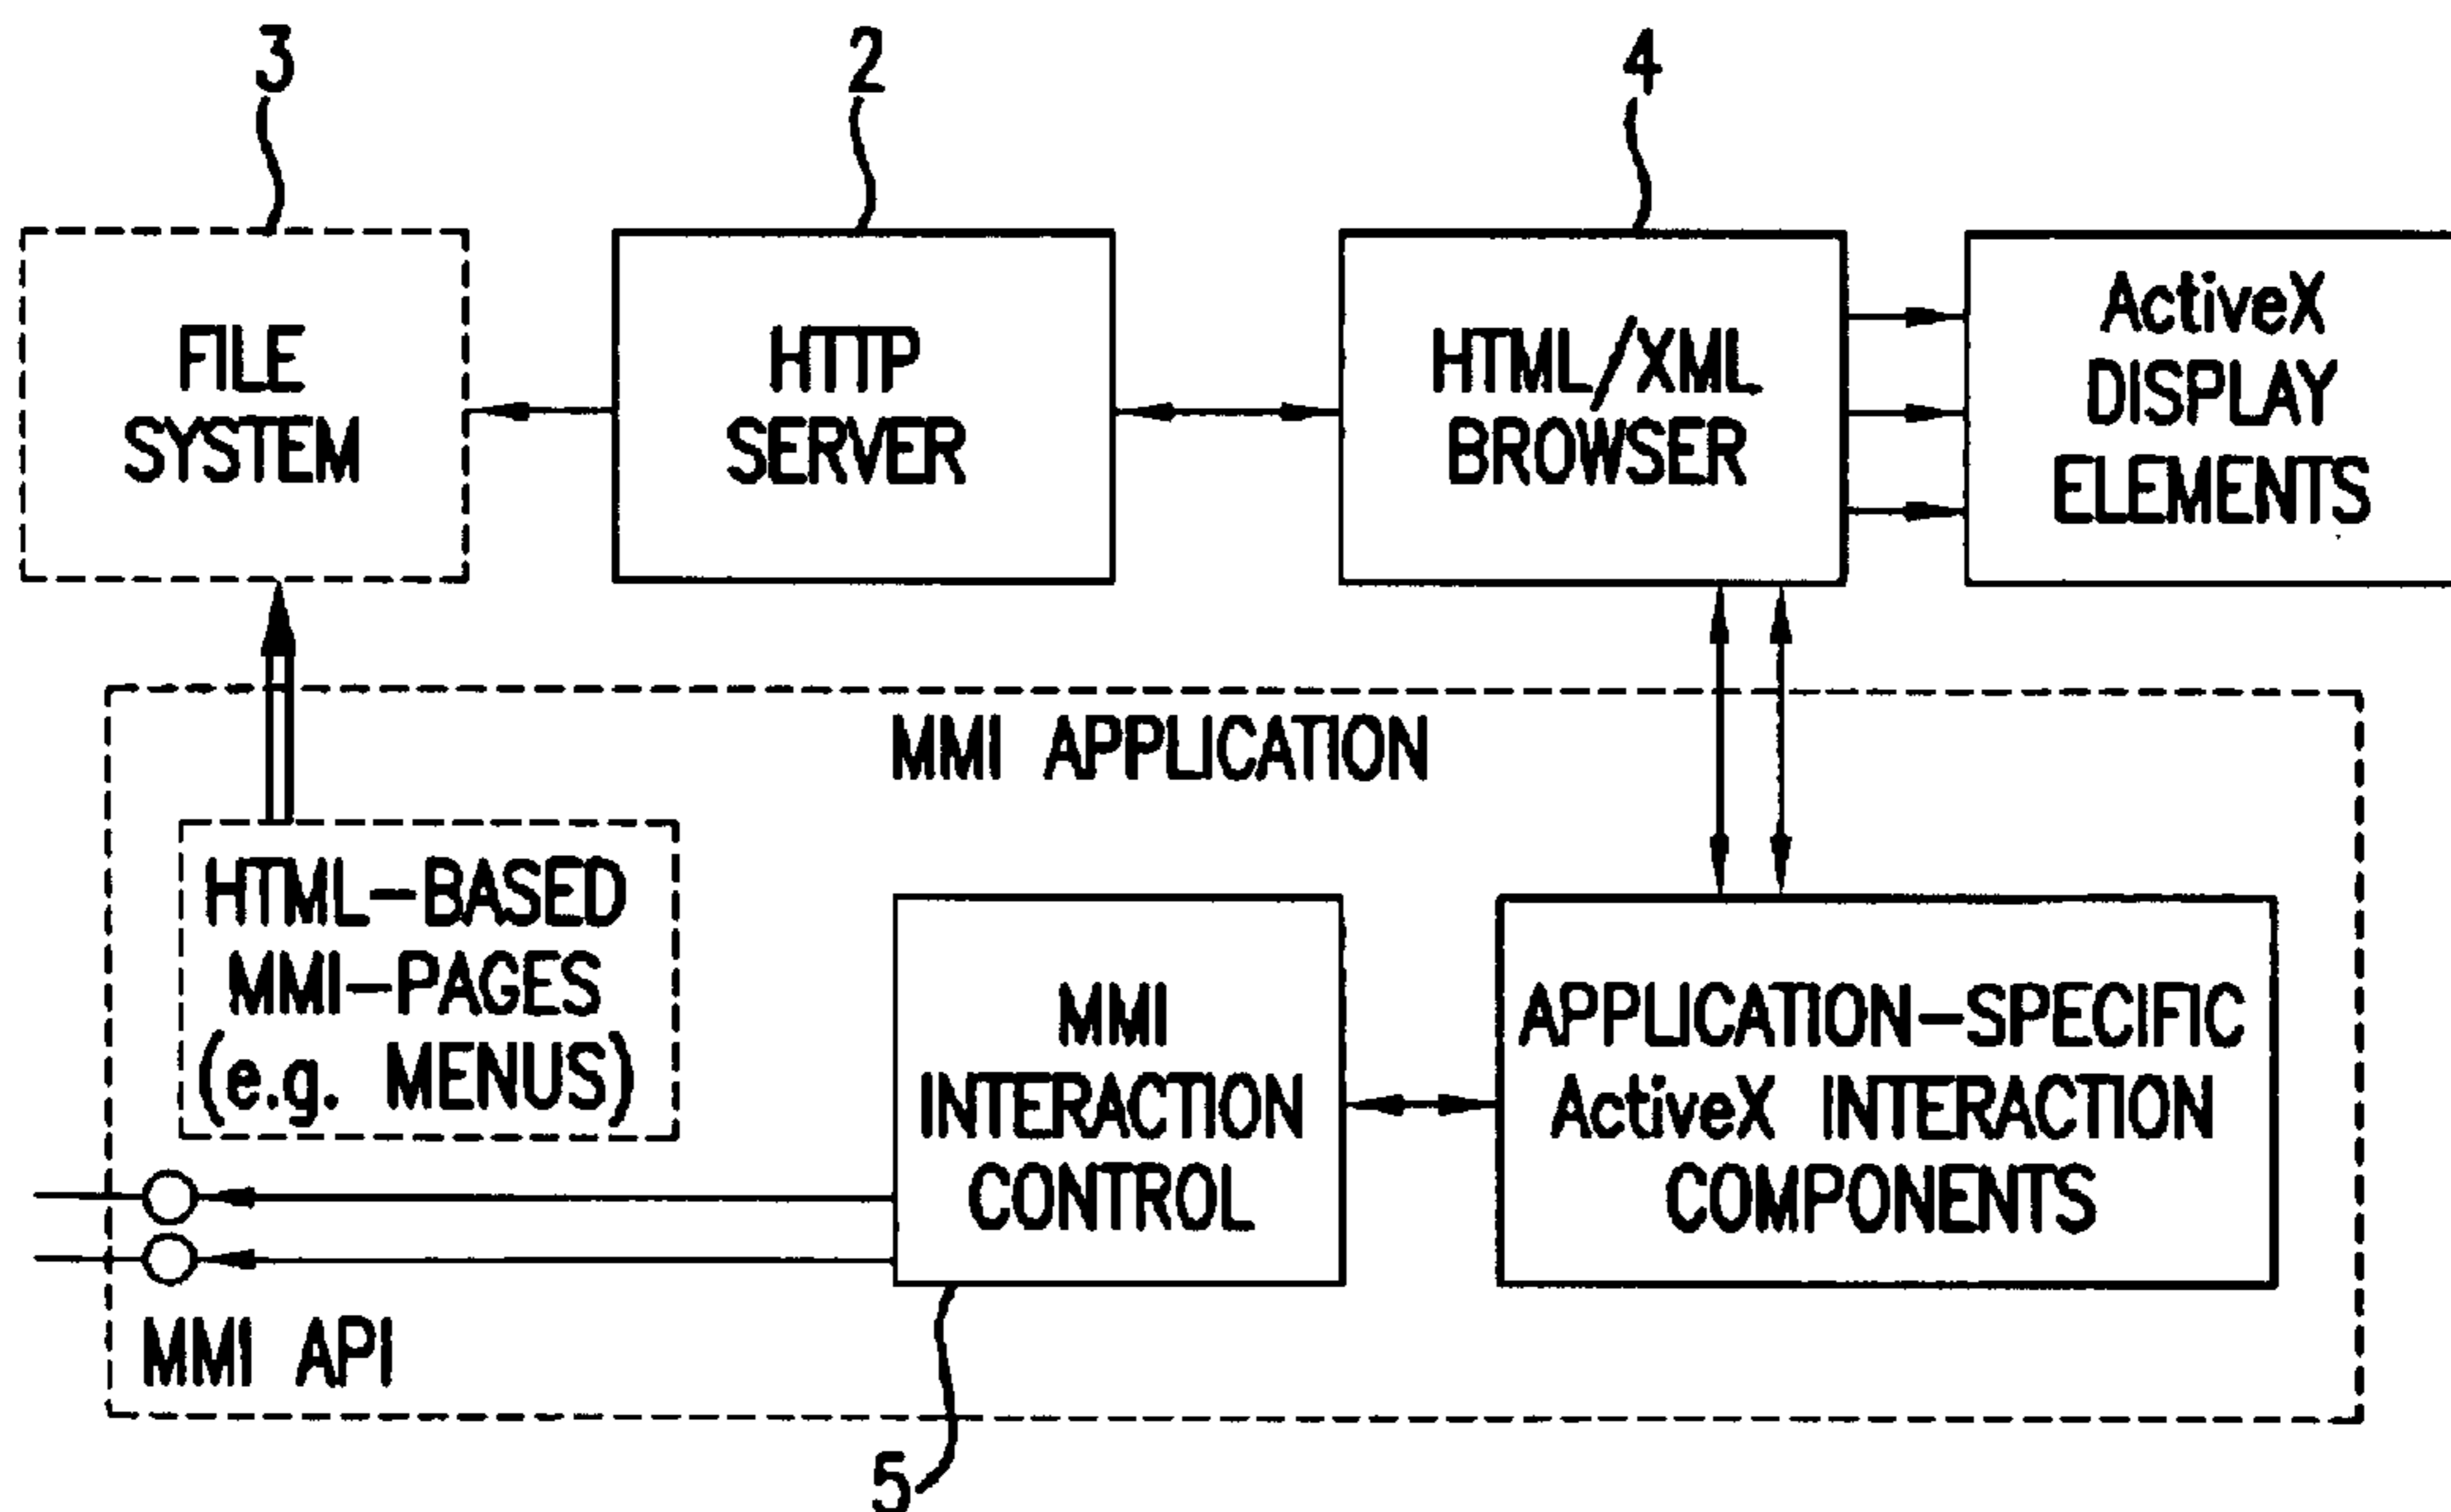 3
2
4
FILE
SYSTEM
HTTP
SERVER
HTML/XML
BROWSER
ActiveX
DISPLAY
ELEMENTS
MMI APPLICATION
HTML-BASED
MMI-PAGES
(e.g. MENUS)
MMI
INTERACTION
CONTROL
APPLICATION-SPECIFIC
ActiveX INTERACTION
COMPONENTS
MMI API
5